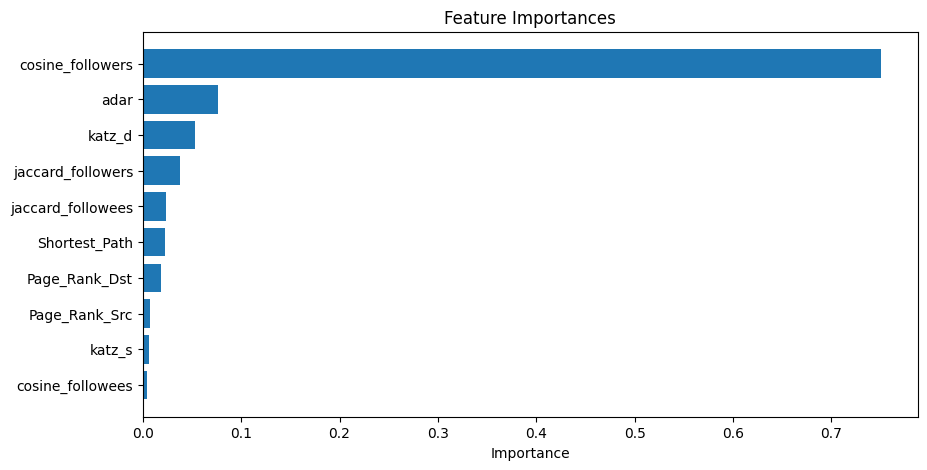 Feature Importances
cosine_followers
adar
katz_d
jaccard_followers
jaccard_followees
Shortest_Path
Page_Rank_Dst
Page_Rank_Src
katz_s
cosine_followees
0.0 0.1 0.2 0.3 0.4 0.5 0.6 0.7
Importance